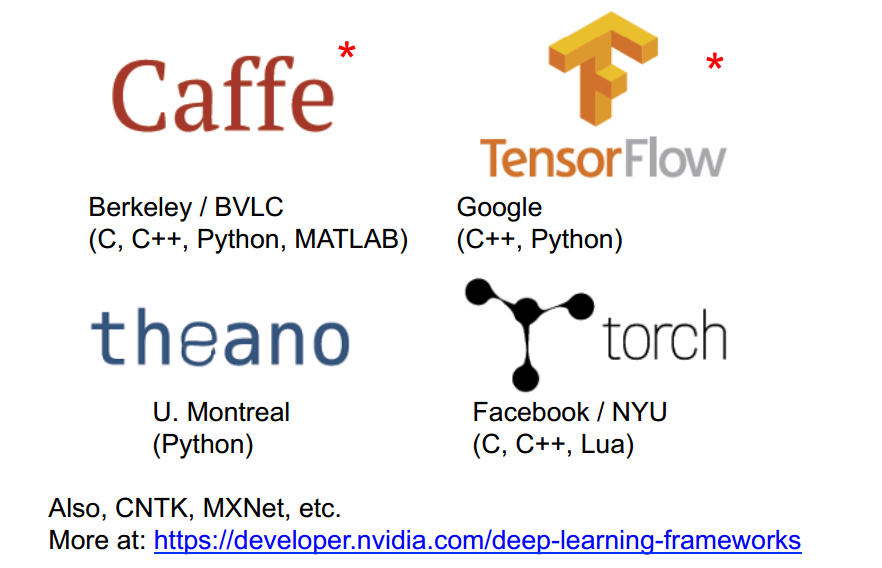 Caffe *
TensorFlow *
Berkeley / BVLC
(C, C++, Python, MATLAB)
Google
(C++, Python)
theano
torch
U. Montreal
(Python)
Facebook / NYU
(C, C++, Lua)
Also, CNTK, MXNet, etc.
More at: https://developer.nvidia.com/deep-learning-frameworks